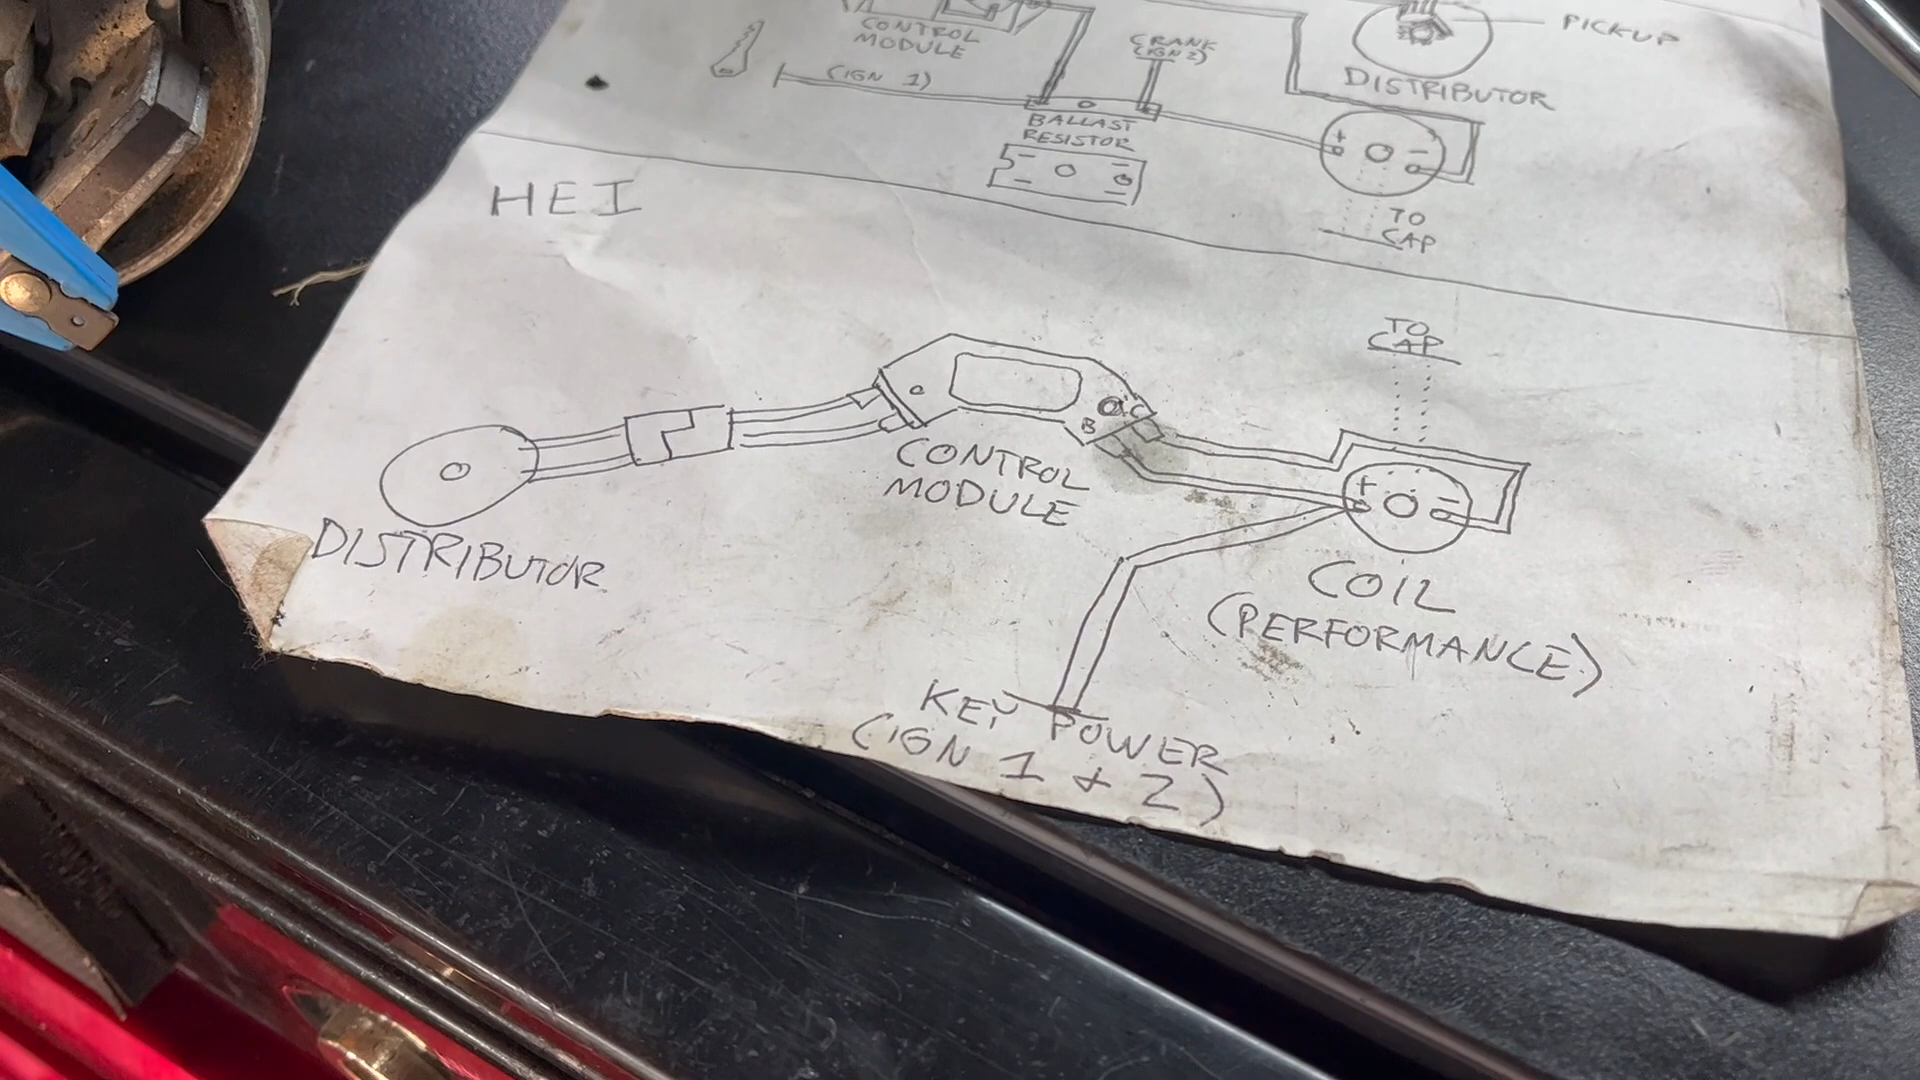 CONTROL
MODULE
(IGN 1)
CRANK
(IGN 2)
PICKUP
DISTRIBUTOR
BALLAST
RESISTOR
+ -
TO
CAP
HEI
TO
CAP
C
B
CONTROL
MODULE
+ -
DISTRIBUTOR
COIL
(PERFORMANCE)
KEY POWER
(IGN 1 & 2)